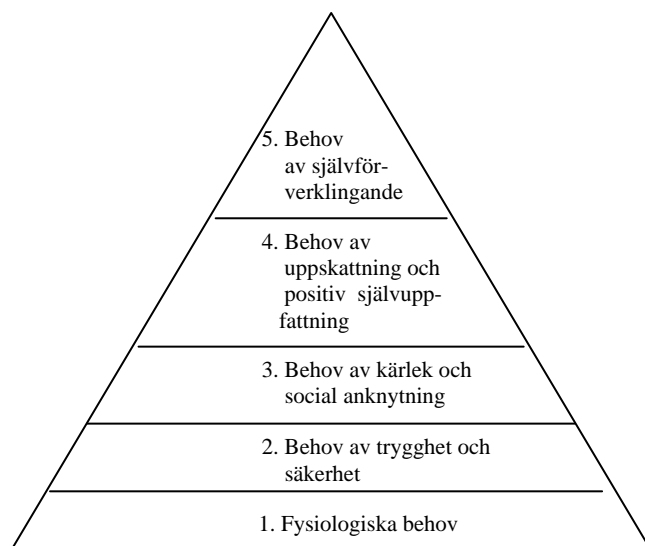 5. Behov
av självför-
verklingande
4. Behov av
uppskattning och
positiv självupp-
fattning
3. Behov av kärlek och
social anknytning
2. Behov av trygghet och
säkerhet
1. Fysiologiska behov